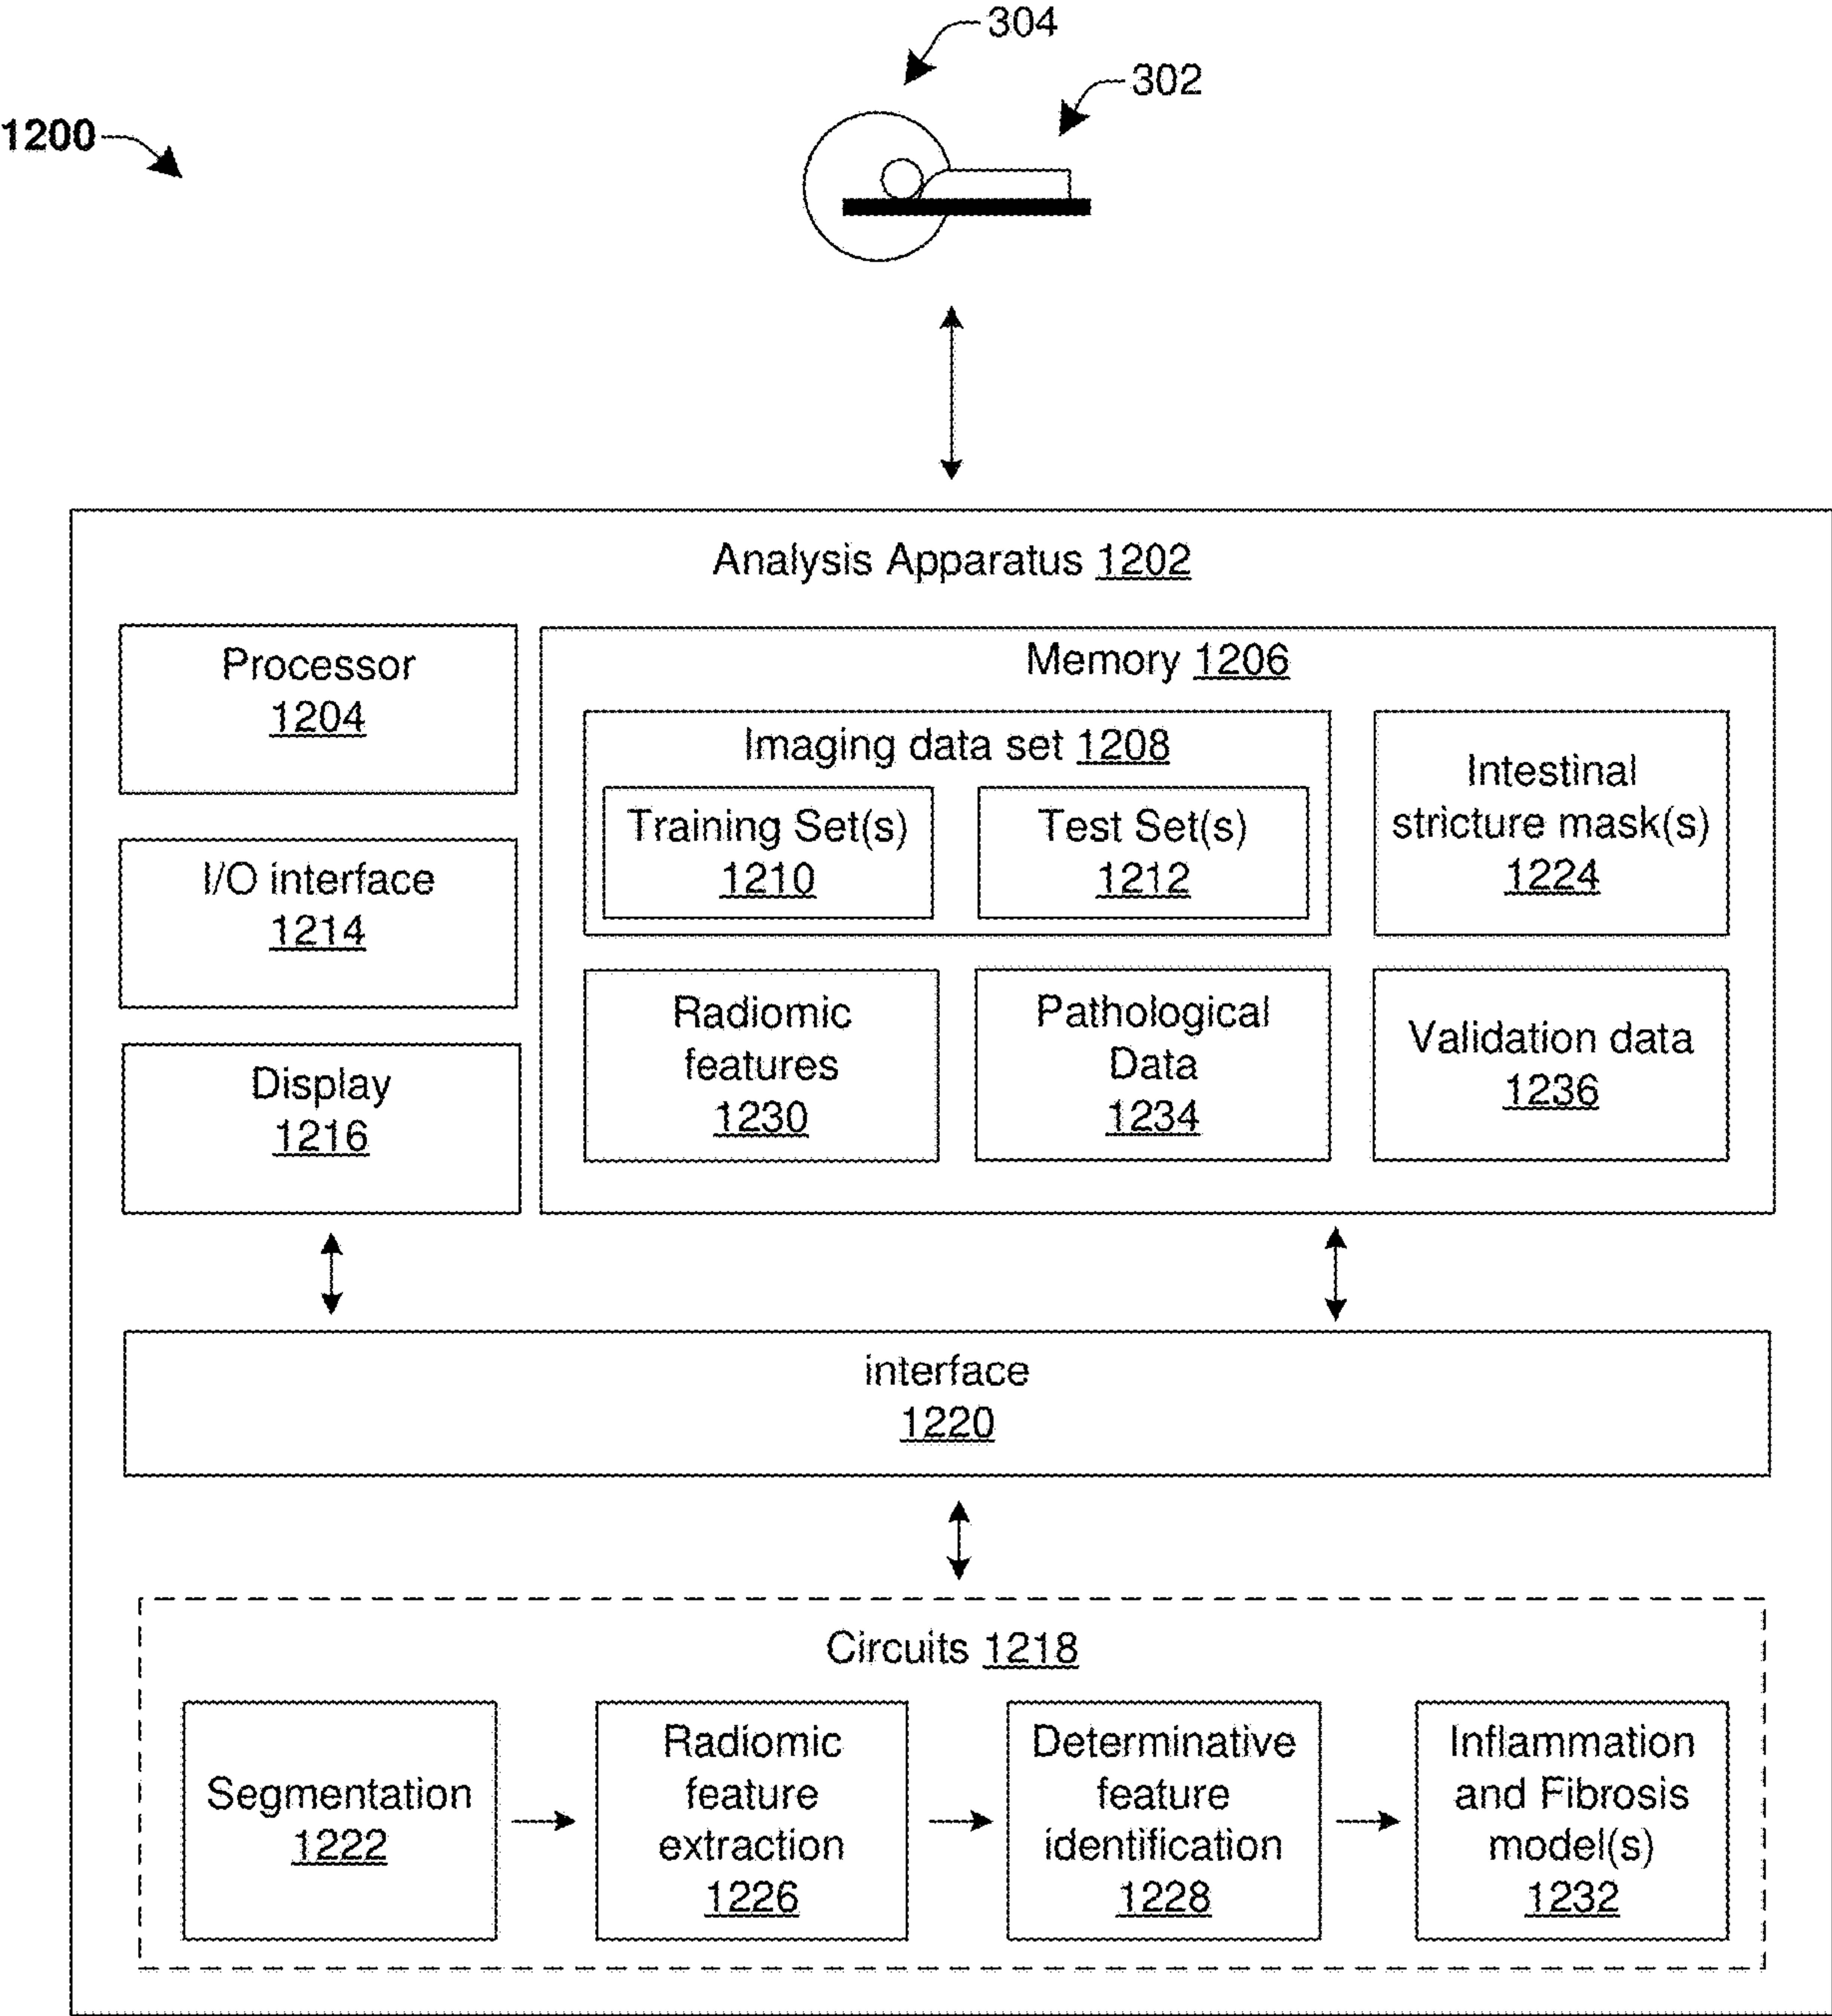 304
302
1200
Analysis Apparatus 1202
Processor
1204
Memory 1206
Imaging data set 1208
Training Set(s)
1210
Test Set(s)
1212
Intestinal
stricture mask(s)
1224
I/O interface
1214
Radiomic
features
1230
Pathological
Data
1234
Validation data
1236
Display
1216
interface
1220
Circuits 1218
Segmentation
1222
Radiomic
feature
extraction
1226
Determinative
feature
identification
1228
Inflammation
and Fibrosis
model(s)
1232